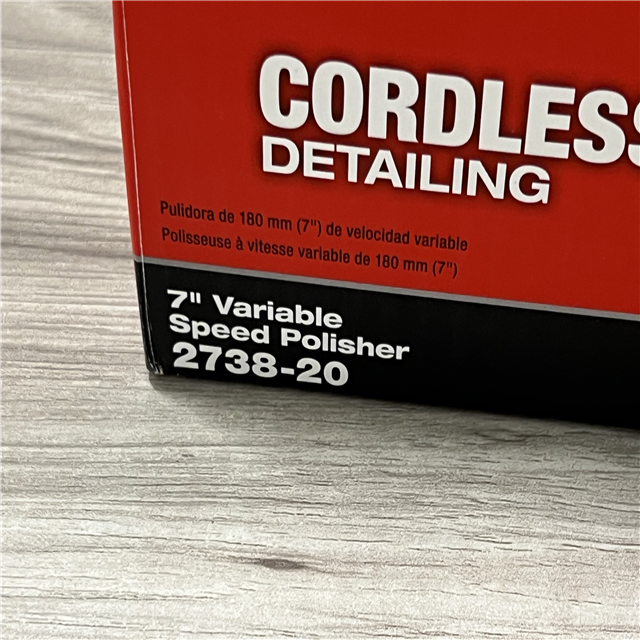 CORDLESS
DETAILING
Pulidora de 180 mm (7") de velocidad variable
Polisseuse à vitesse variable de 180 mm (7")
7" Variable
Speed Polisher
2738-20